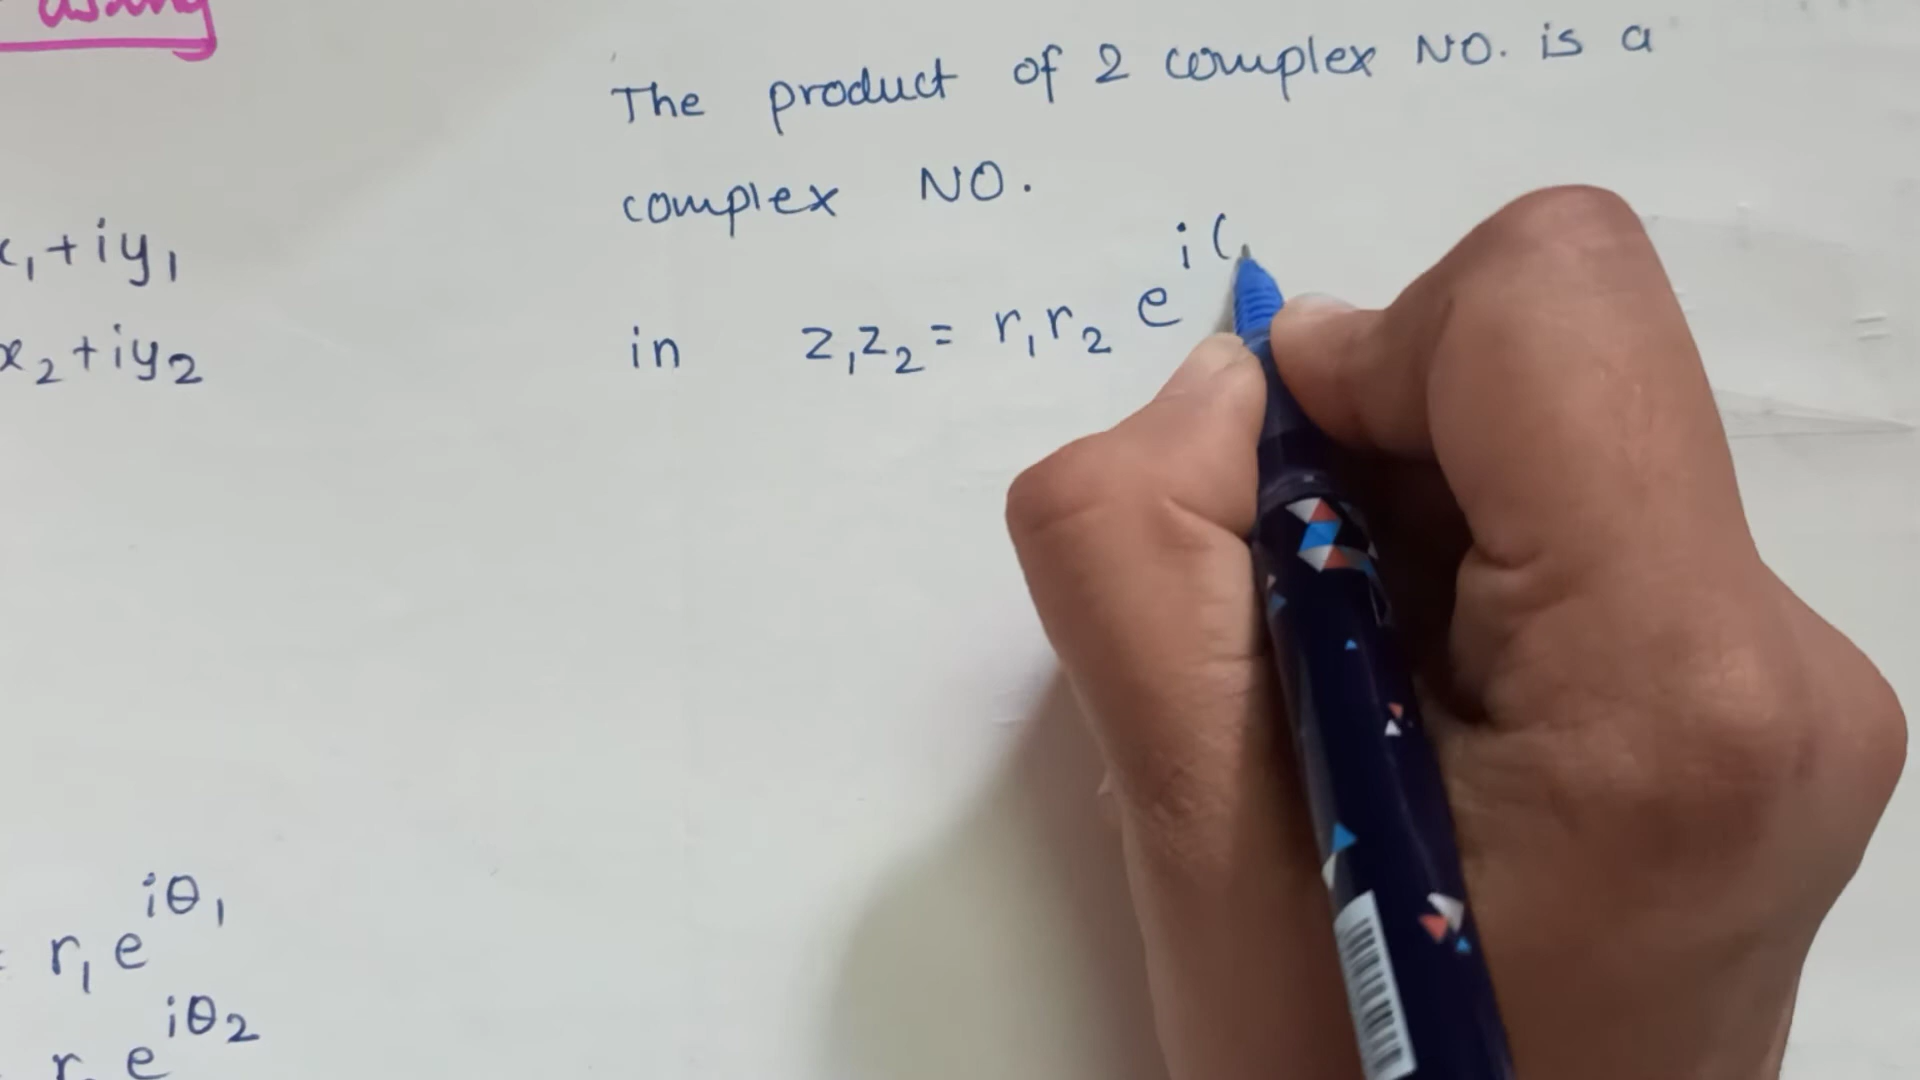 using
The product of 2 complex NO. is a
complex NO.
x₁+iy₁
x₂+iy₂
in z₁z₂ = r₁r₂ e^i(
= r₁ e^iθ₁
r e^iθ₂